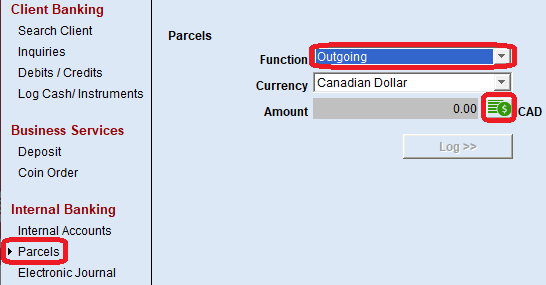 Client Banking
Search Client
Inquiries
Debits / Credits
Log Cash/ Instruments
Business Services
Deposit
Coin Order
Internal Banking
Internal Accounts
Parcels
Electronic Journal
Parcels
Function Outgoing
Currency Canadian Dollar
Amount 0.00 $ CAD
Log >>